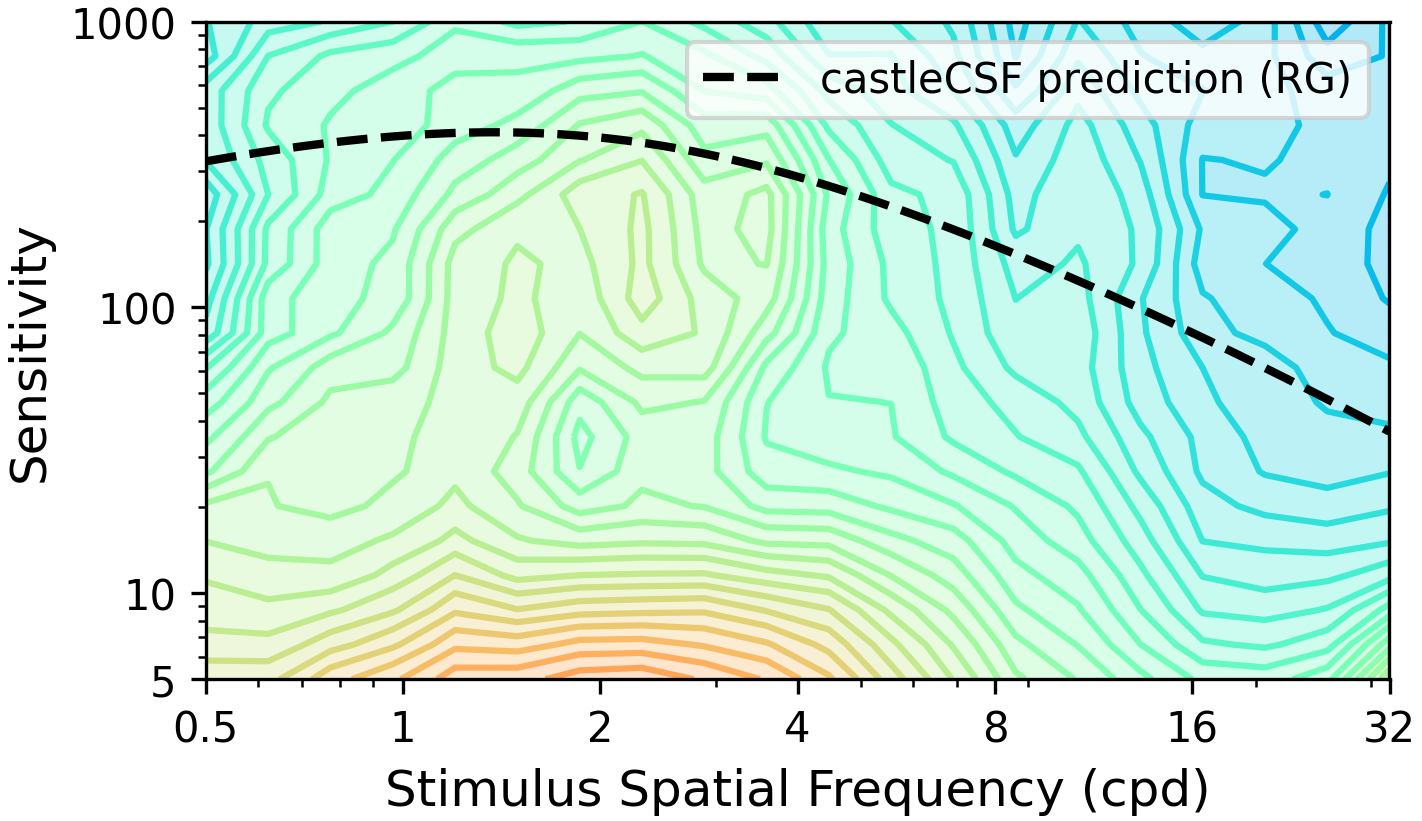 1000
castleCSF prediction (RG)
100
10
5
Sensitivity
0.5 1 2 4 8 16 32
Stimulus Spatial Frequency (cpd)